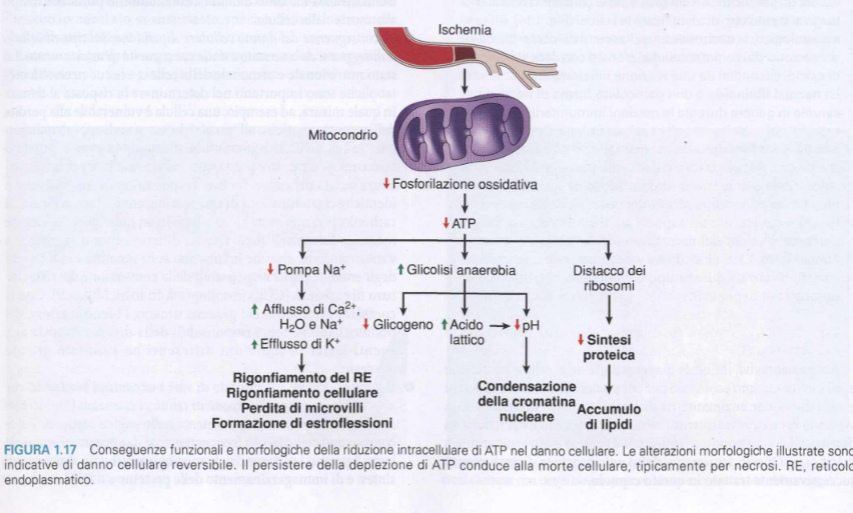 Ischemia
Mitocondrio
↓ Fosforilazione ossidativa
↓ ATP
↓ Pompa Na⁺
↑ Glicolisi anaerobia
Distacco dei
ribosomi
↑ Afflusso di Ca²⁺,
H₂O e Na⁺
↑ Efflusso di K⁺
↓ Glicogeno
↑ Acido
lattico
↓ pH
↓ Sintesi
proteica
Rigonfiamento del RE
Rigonfiamento cellulare
Perdita di microvilli
Formazione di estroflessioni
Condensazione
della cromatina
nucleare
Accumulo
di lipidi
FIGURA 1.17 Conseguenze funzionali e morfologiche della riduzione intracellulare di ATP nel danno cellulare. Le alterazioni morfologiche illustrate sono
indicative di danno cellulare reversibile. Il persistere della deplezione di ATP conduce alla morte cellulare, tipicamente per necrosi. RE, reticolo
endoplasmatico.